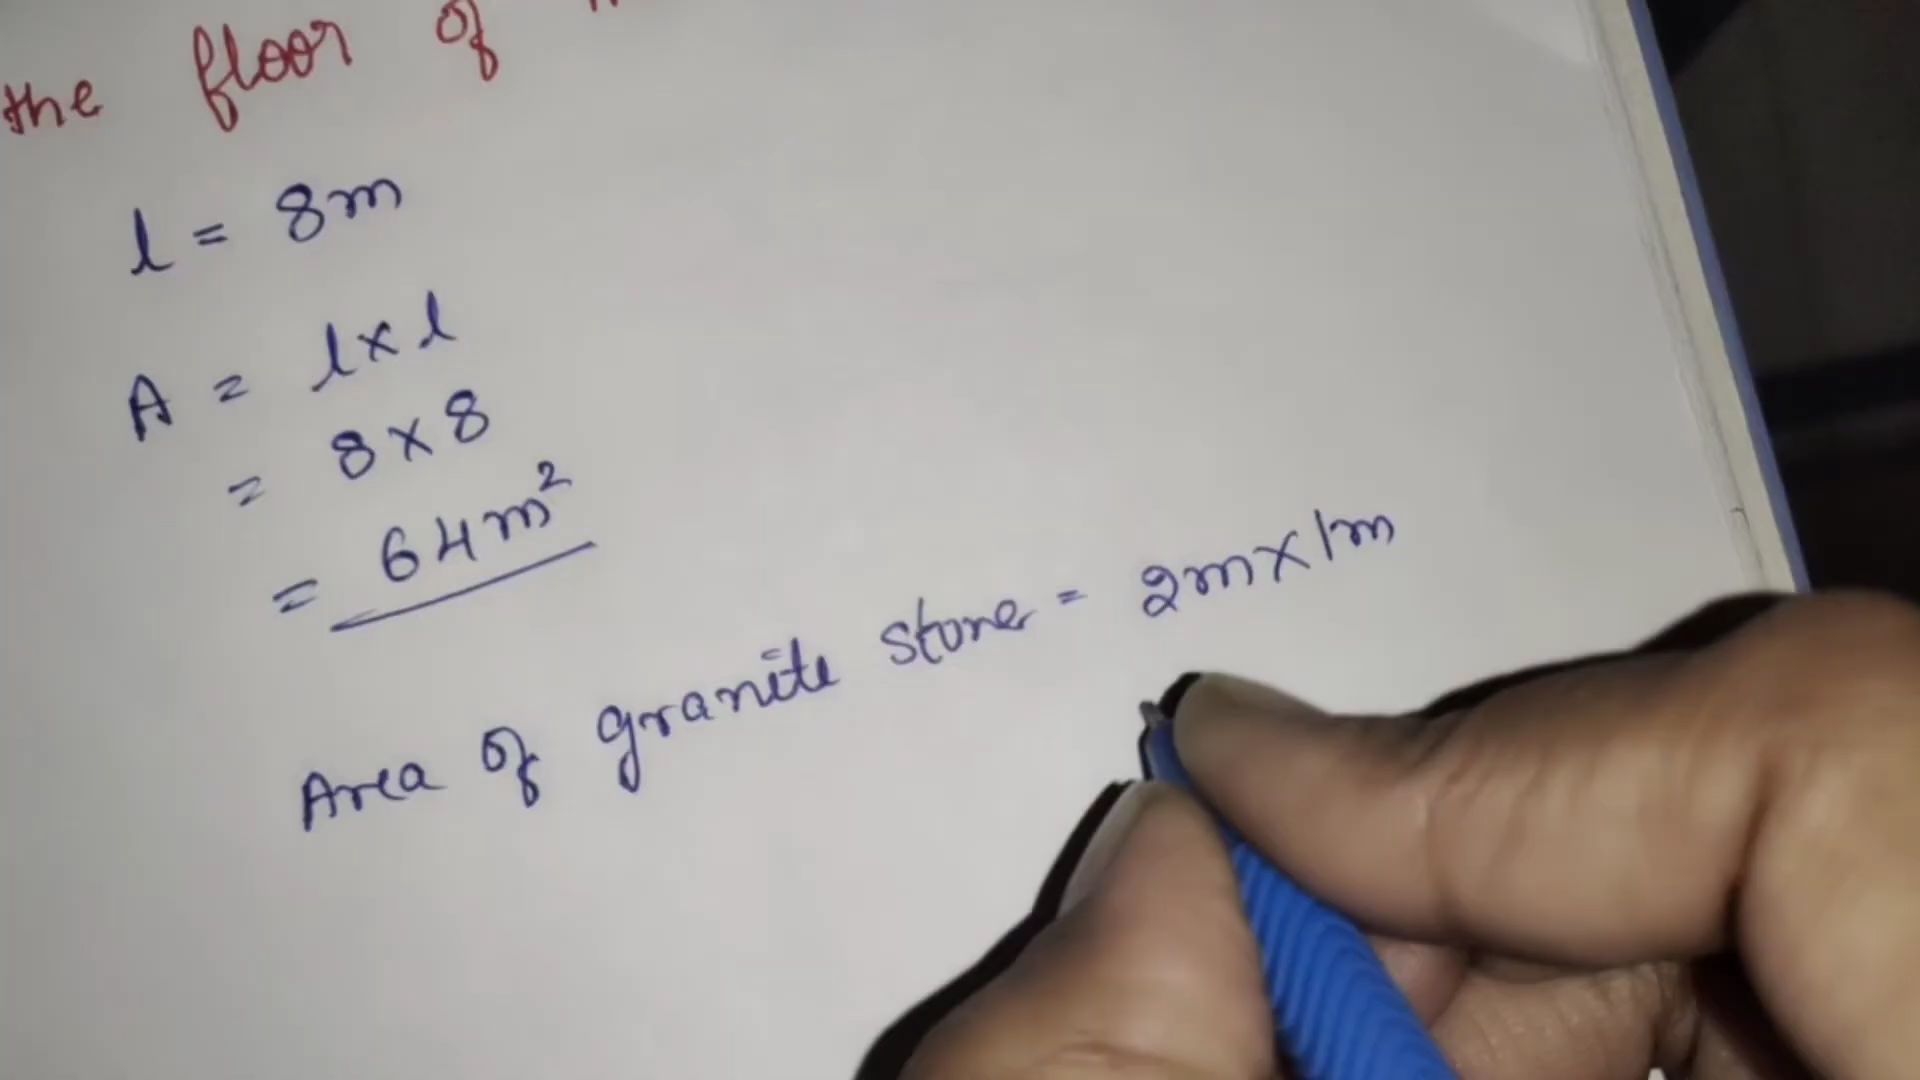 the floor of
l = 8m
A = l × l
= 8 × 8
= 64m²
Area of granite stone = 2m × 1m